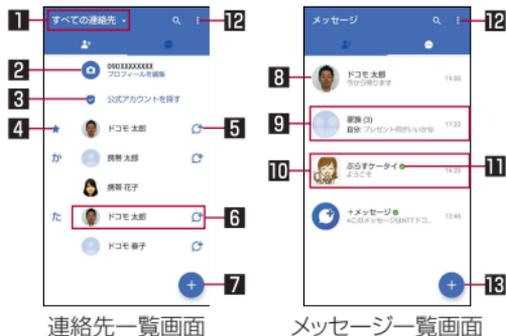 1
すべての連絡先
12
2
090XXXXXXXX
プロフィールを編集
3
公式アカウントを探す
4
ドコモ 太郎
5
か
携帯 太郎
携帯 花子
た
ドコモ 太郎
6
ドコモ 春子
7
連絡先一覧画面
メッセージ
12
8
ドコモ 太郎
今から帰ります
19:03
9
家族 (3)
自分: プレゼント何がいいかな
17:22
10
ぷらすケータイ
11
ようこそ
16:23
+メッセージ
12:46
13
メッセージ一覧画面